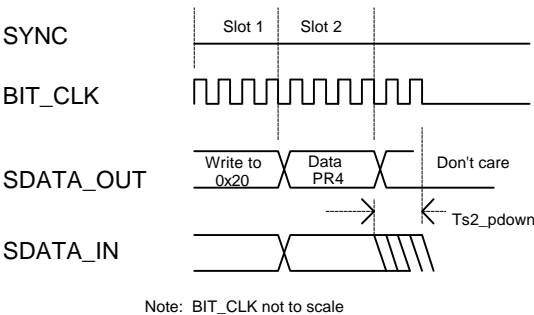 Slot 1 Slot 2
SYNC
BIT_CLK
SDATA_OUT
Write to
0x20
Data
PR4
Don't care
Ts2_pdown
SDATA_IN
Note: BIT_CLK not to scale